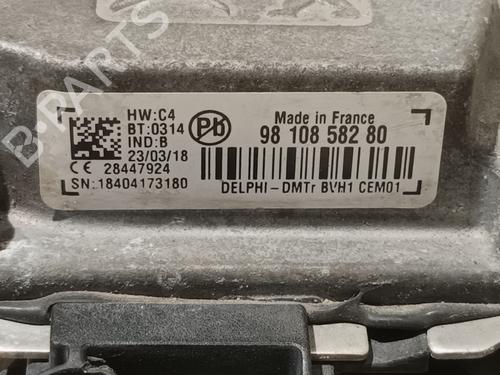 B-PARTS
HW:C4
BT:0314
IND:B
23/03/18
CE 28447924
SN:18404173180
Pb
Made in France
98 108 582 80
DELPHI-DMTr BVH1 CEM01